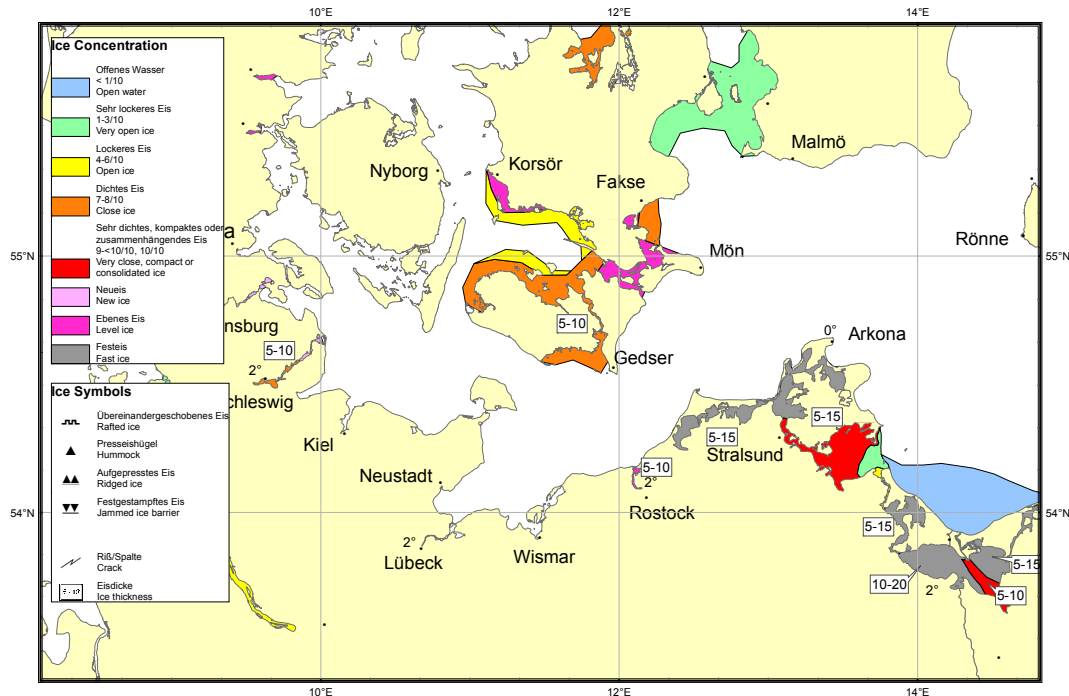 10°E
12°E
14°E
Ice Concentration
Offenes Wasser
< 1/10
Open water
Sehr lockeres Eis
1-3/10
Very open ice
Lockeres Eis
4-6/10
Open ice
Dichtes Eis
7-8/10
Close ice
Sehr dichtes, kompaktes oder
zusammenhängendes Eis
9-<10/10, 10/10
Very close, compact or
consolidated ice
Neueis
New ice
Ebenes Eis
Level ice
Festeis
Fast ice
Ice Symbols
Übereinandergeschobenes Eis
Rafted ice
Presseishügel
Hummock
Aufgepresstes Eis
Ridged ice
Festgestampftes Eis
Jammed ice barrier
Riß/Spalte
Crack
Eisdicke
Ice thickness
Malmö
Nyborg
Korsör
Fakse
Rönne
Mön
55°N
a
55°N
nsburg
5-10
5-10
0°
Arkona
Gedser
2°
chleswig
5-15
5-15
Kiel
Stralsund
5-10
Neustadt
2°
Rostock
54°N
54°N
5-15
2°
Lübeck
Wismar
5-15
10-20
2°
5-10
10°E
12°E
14°E